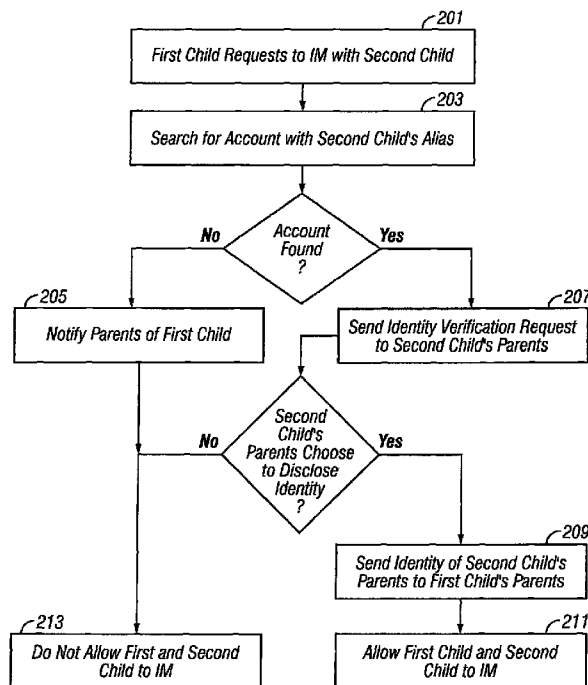 201
First Child Requests to IM with Second Child
203
Search for Account with Second Child's Alias
No
Account
Found
?
Yes
205
Notify Parents of First Child
207
Send Identity Verification Request
to Second Child's Parents
No
Second
Child's
Parents Choose
to Disclose
Identity
?
Yes
209
Send Identity of Second Child's
Parents to First Child's Parents
213
Do Not Allow First and Second
Child to IM
211
Allow First Child and Second
Child to IM